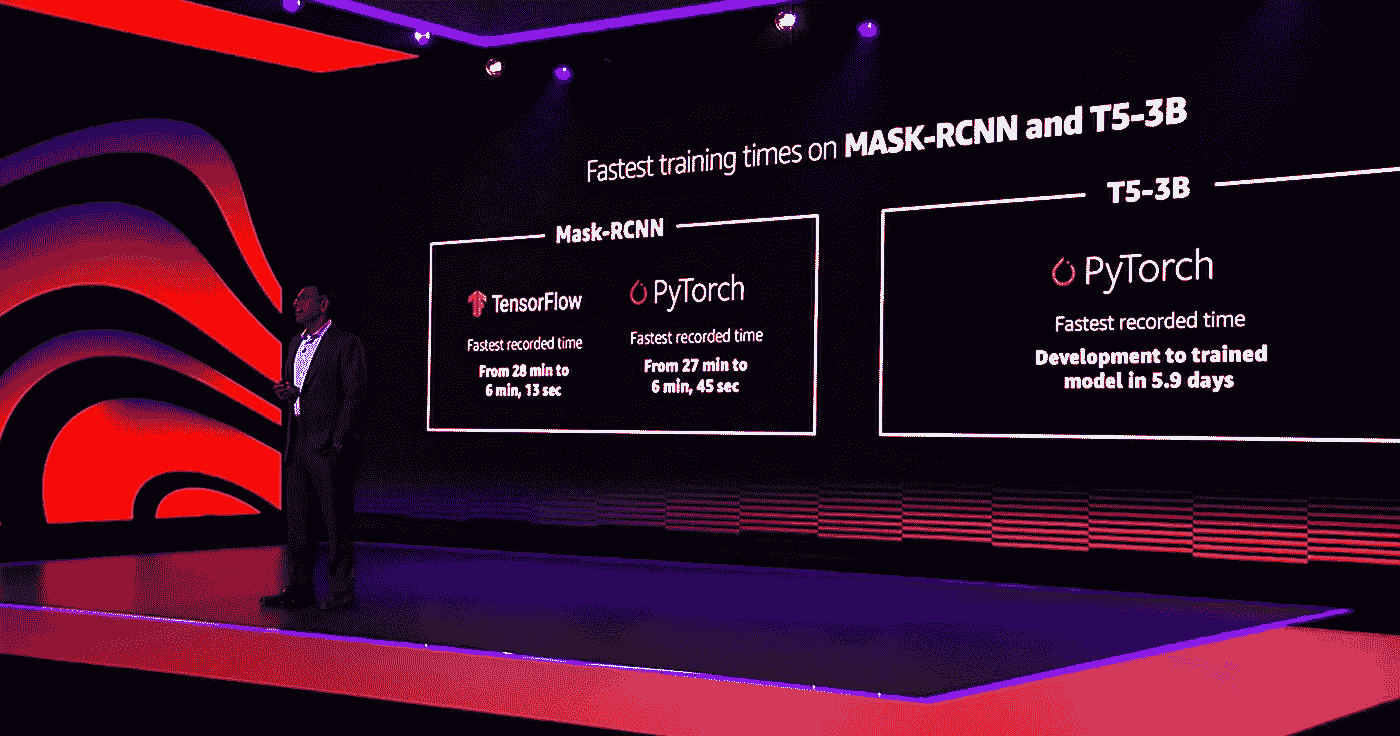 Fastest training times on MASK-RCNN and T5-3B
Mask-RCNN
TensorFlow
Fastest recorded time
From 28 min to
6 min, 13 sec
PyTorch
Fastest recorded time
From 27 min to
6 min, 45 sec
T5-3B
PyTorch
Fastest recorded time
Development to trained
model in 5.9 days